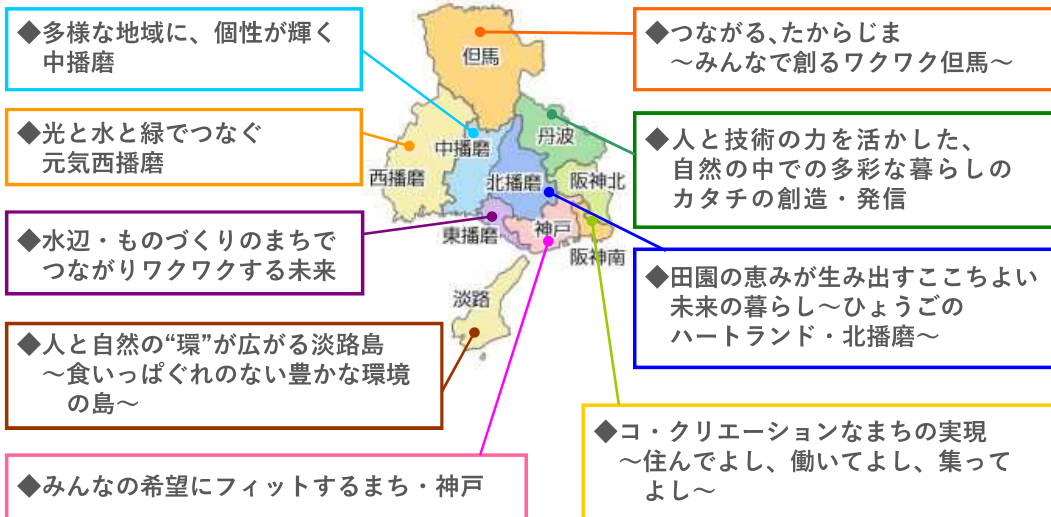 ◆多様な地域に、個性が輝く
中播磨
◆光と水と緑でつなぐ
元気西播磨
◆水辺・ものづくりのまちで
つながりワクワクする未来
◆人と自然の“環”が広がる淡路島
～食いっぱぐれのない豊かな環境
の島～
◆みんなの希望にフィットするまち・神戸
但馬
丹波
中播磨
西播磨
北播磨
阪神北
東播磨
神戸
阪神南
淡路
◆つながる、たからじま
～みんなで創るワクワク但馬～
◆人と技術の力を活かした、
自然の中での多彩な暮らしの
カタチの創造・発信
◆田園の恵みが生み出すここちよい
未来の暮らし～ひょうごの
ハートランド・北播磨～
◆コ・クリエーションなまちの実現
～住んでよし、働いてよし、集って
よし～